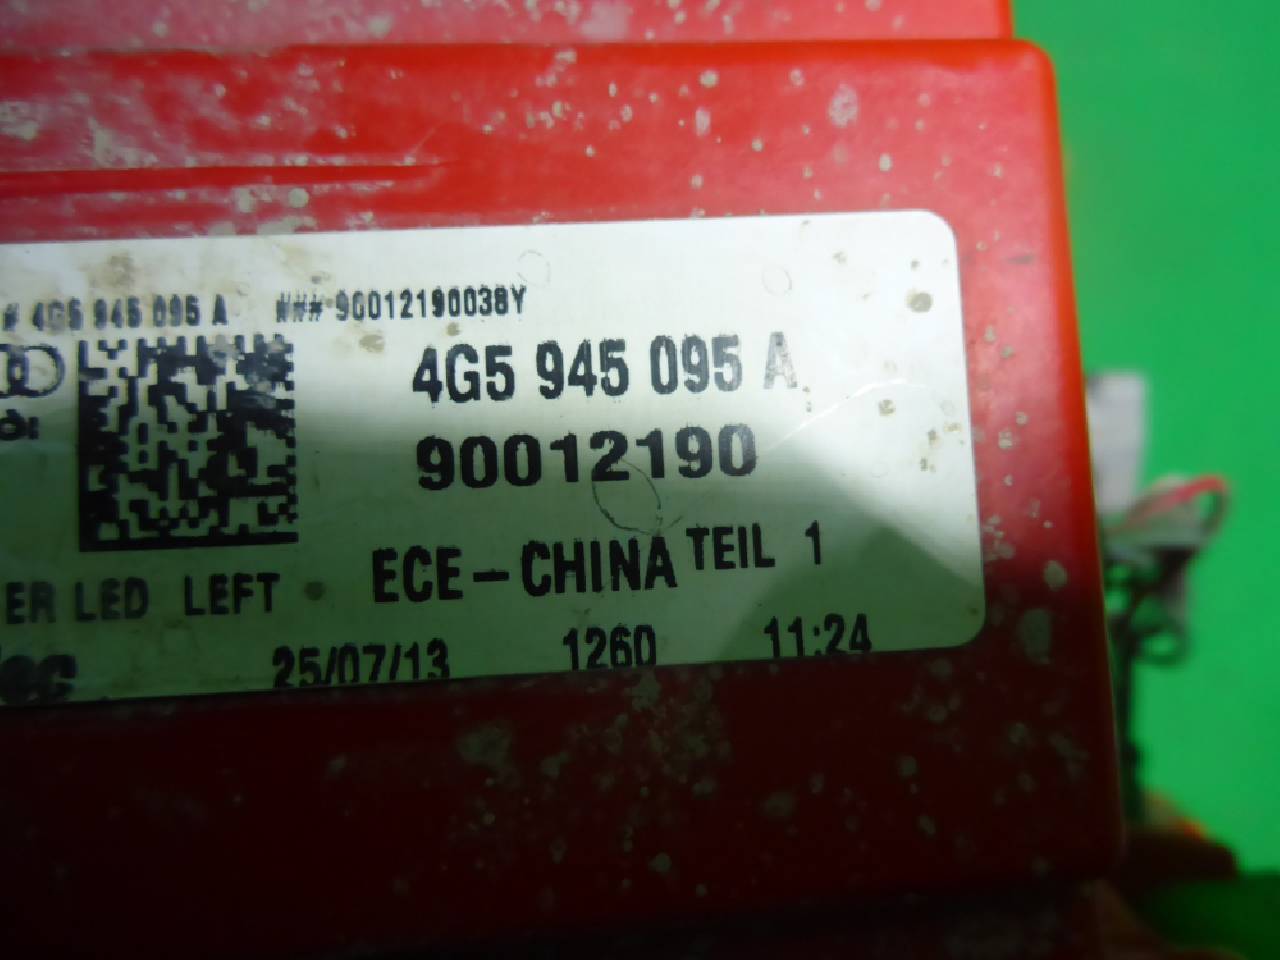 # 4G5 945 095 A ### 90012190038Y
4G5 945 095 A
90012190
ECE-CHINA TEIL 1
ER LED LEFT
25/07/13 1260 11:24